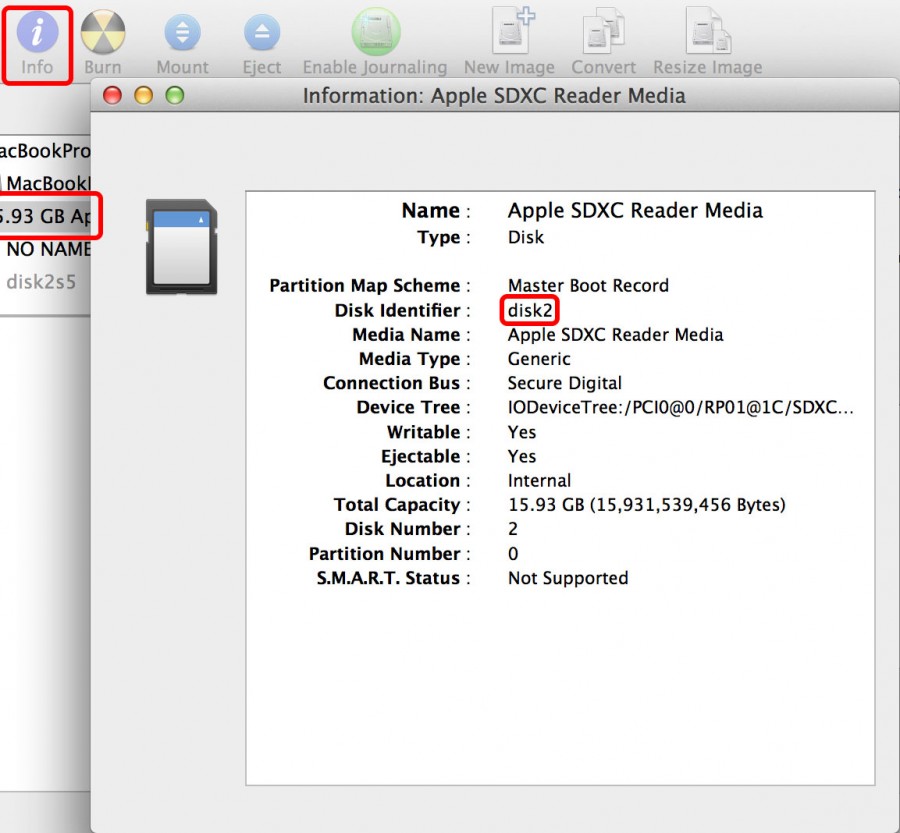 Info Burn Mount Eject Enable Journaling New Image Convert Resize Image
Information: Apple SDXC Reader Media
acBookPro
MacBookP
5.93 GB Ap
NO NAME
disk2s5
Name : Apple SDXC Reader Media
Type : Disk
Partition Map Scheme : Master Boot Record
Disk Identifier : disk2
Media Name : Apple SDXC Reader Media
Media Type : Generic
Connection Bus : Secure Digital
Device Tree : IODeviceTree:/PCI0@0/RP01@1C/SDXC...
Writable : Yes
Ejectable : Yes
Location : Internal
Total Capacity : 15.93 GB (15,931,539,456 Bytes)
Disk Number : 2
Partition Number : 0
S.M.A.R.T. Status : Not Supported